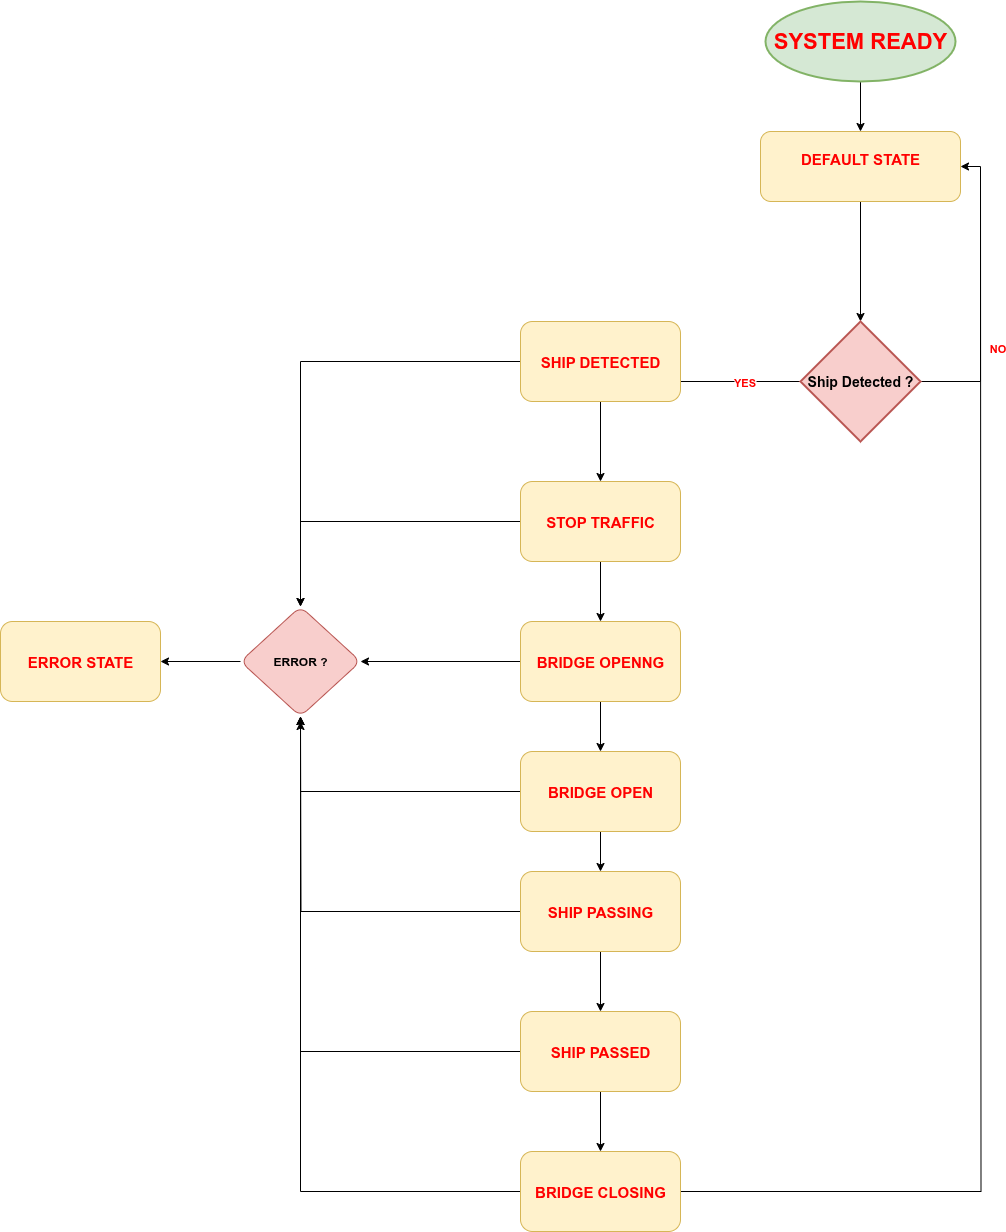 SYSTEM READY
DEFAULT STATE
NO
SHIP DETECTED
YES
Ship Detected ?
STOP TRAFFIC
ERROR STATE
ERROR ?
BRIDGE OPENNG
BRIDGE OPEN
SHIP PASSING
SHIP PASSED
BRIDGE CLOSING